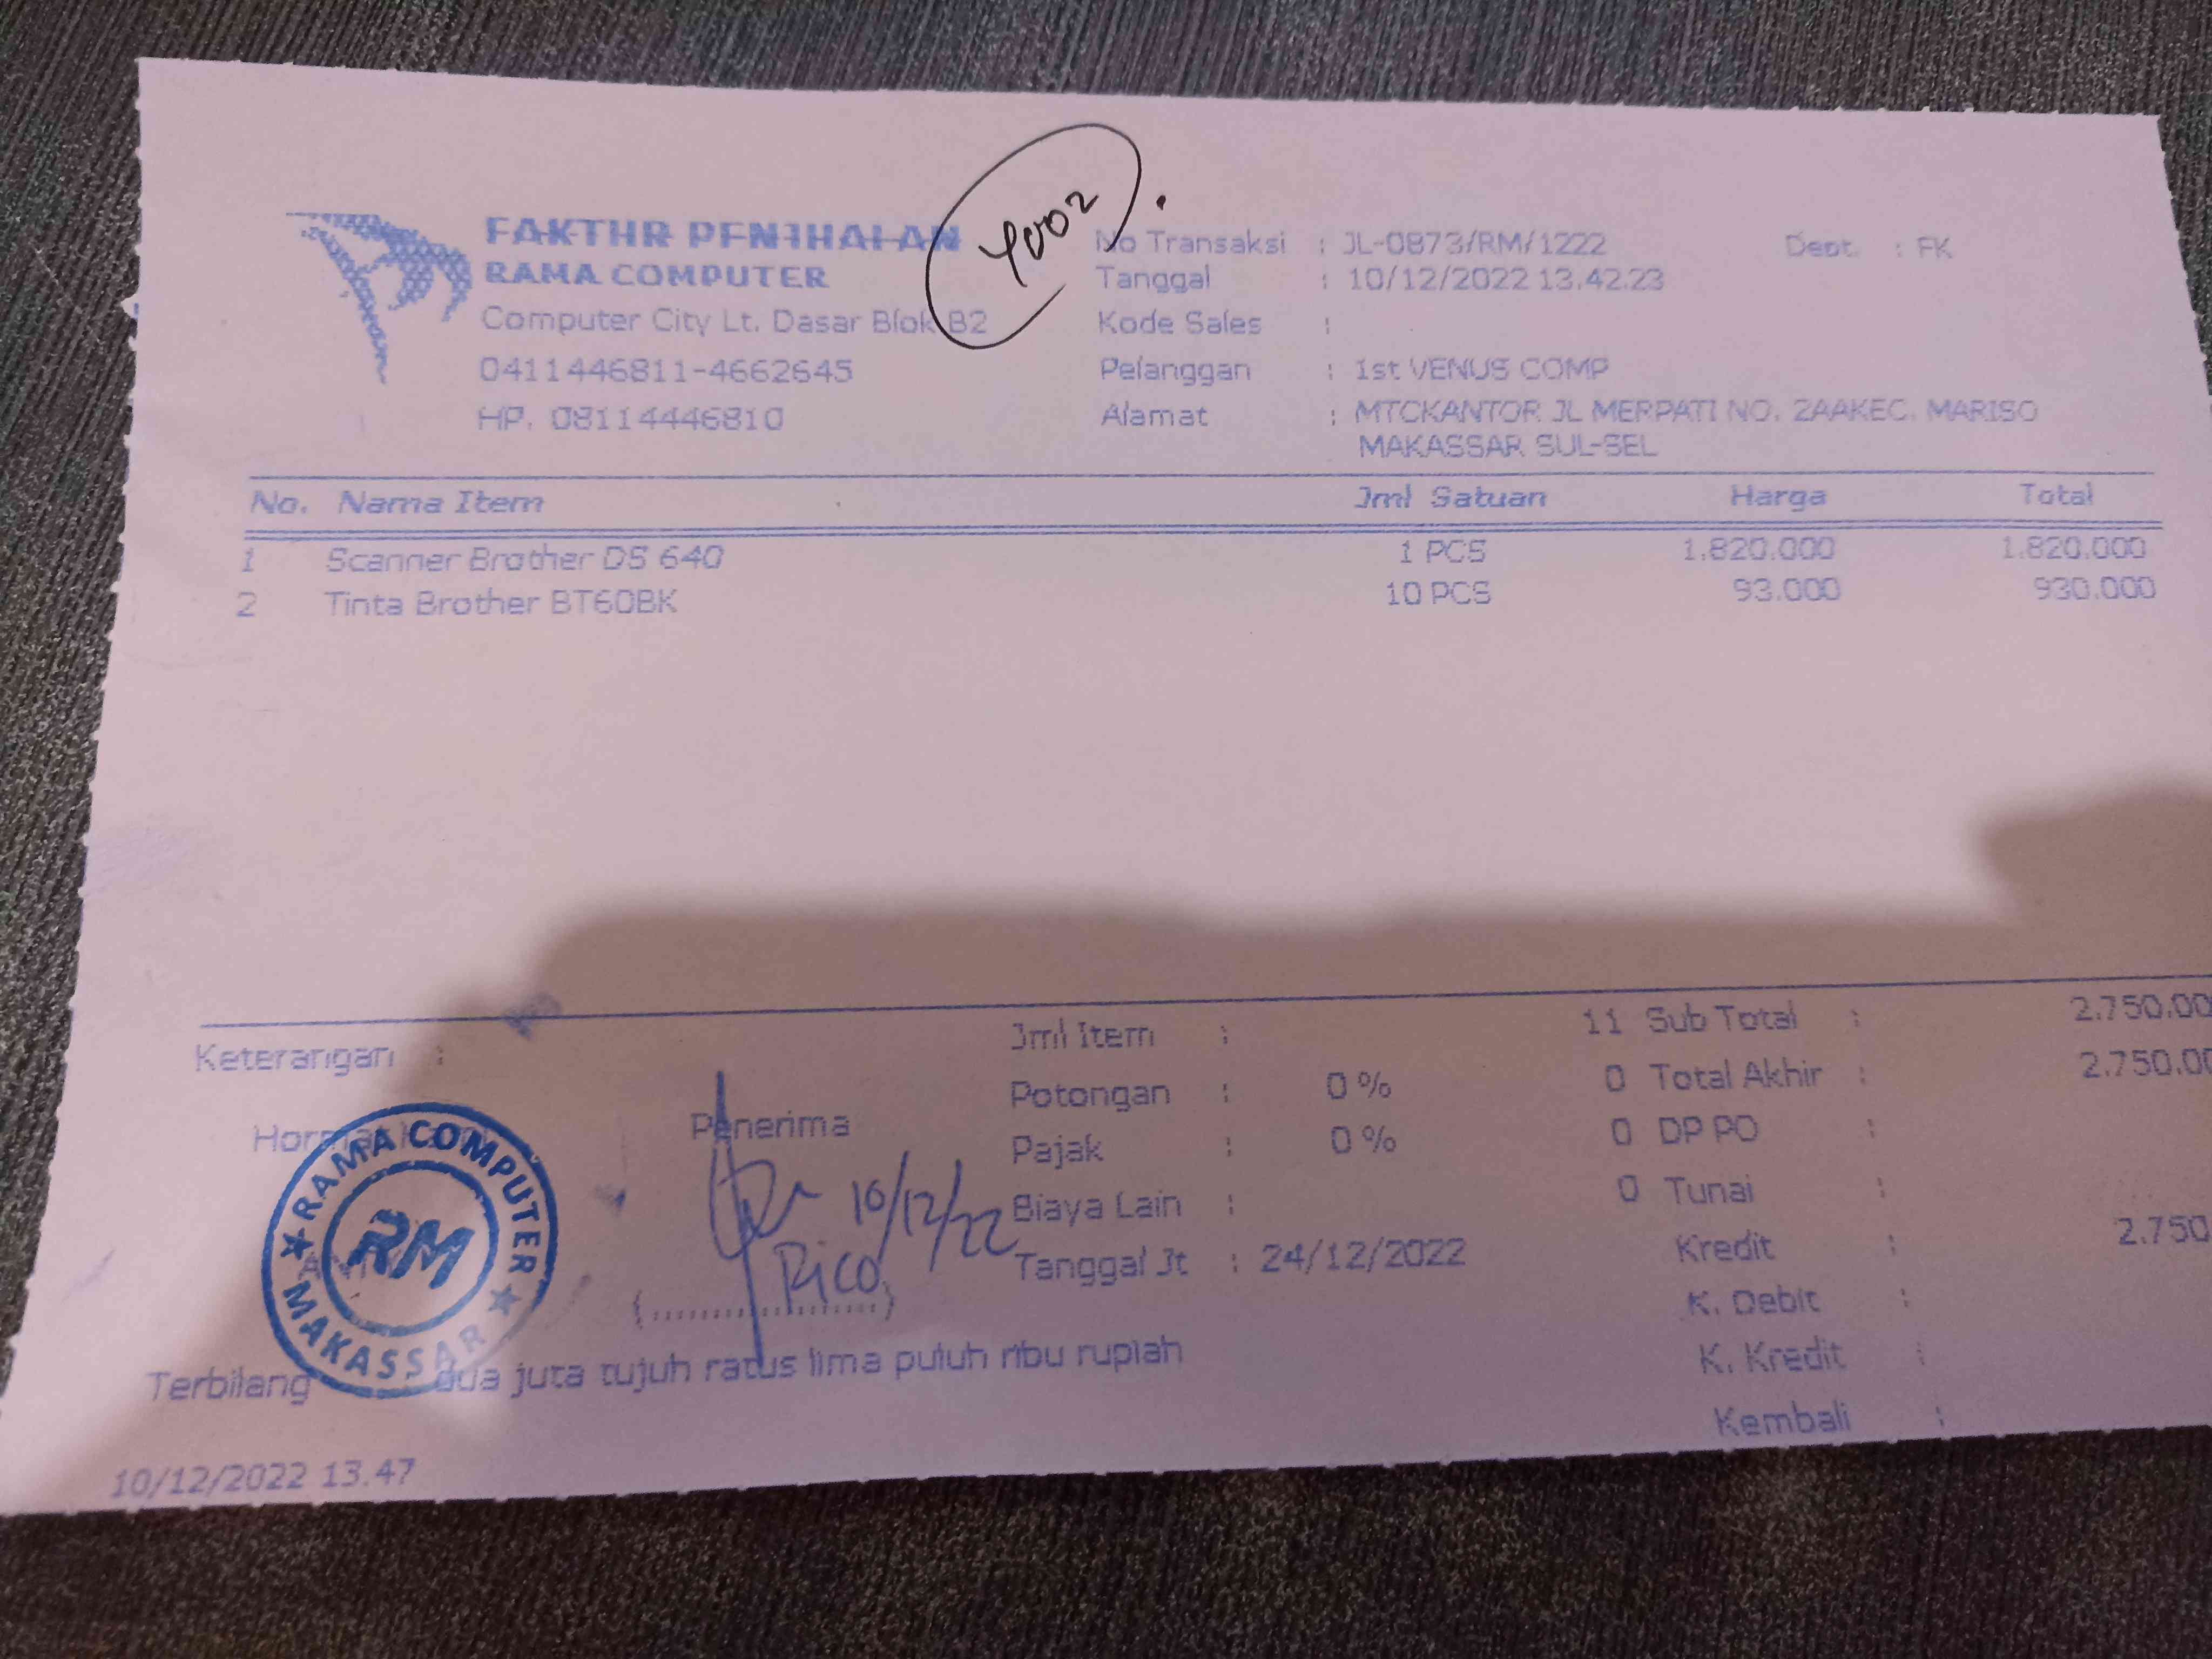 FAKTUR PENJUALAN
RAMA COMPUTER
Computer City Lt. Dasar Blok B2
0411446811-4662645
HP. 08114446810
4002
No Transaksi : JL-0873/RM/1222 Dept. : FK
Tanggal : 10/12/2022 13.42.23
Kode Sales :
Pelanggan : 1st VENUS COMP
Alamat : MTCKANTOR JL MERPATI NO. 2AAKEC. MARISO
MAKASSAR SUL-SEL
No. Nama Item Jml Satuan Harga Total
1 Scanner Brother DS 640 1 PCS 1.820.000 1.820.000
2 Tinta Brother BT60BK 10 PCS 93.000 930.000
Keterangan :
Jml Item : 11 Sub Total : 2.750.00
Potongan : 0 % 0 Total Akhir : 2.750.00
Pajak : 0 % 0 DP PO :
Biaya Lain : 0 Tunai :
Tanggal Jt : 24/12/2022 Kredit : 2.750
K. Debit :
K. Kredit :
Kembali :
Penerima
10/12/22
Rico
RAMA COMPUTER
RM
MAKASSAR
Terbilang dua juta tujuh ratus lima puluh ribu rupiah
10/12/2022 13.47